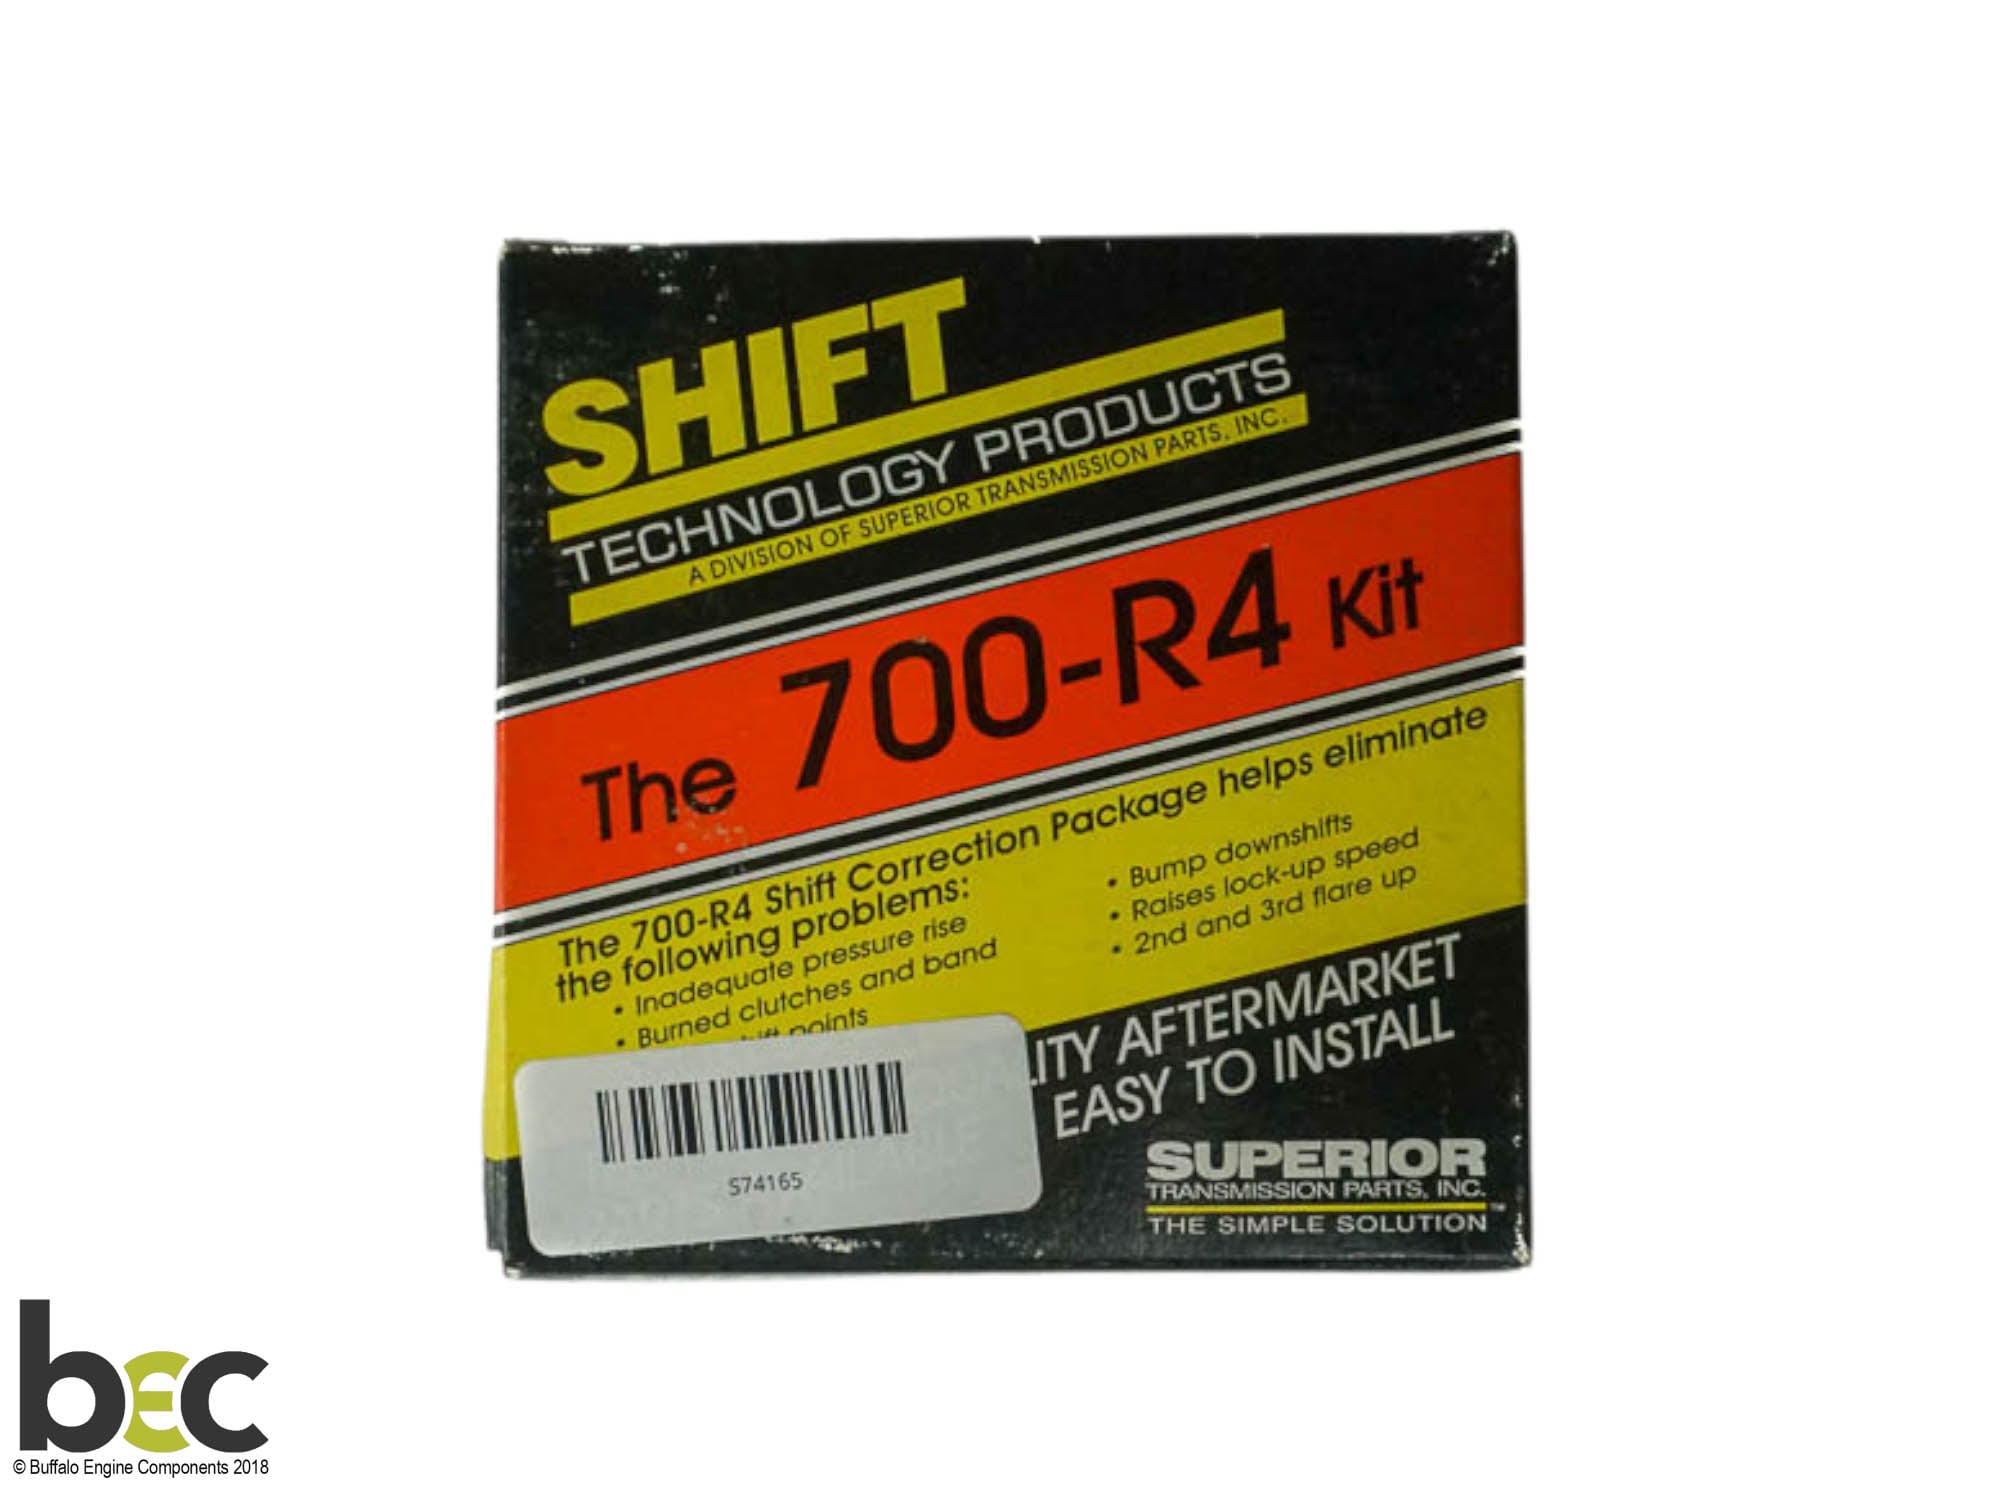 SHIFT
TECHNOLOGY PRODUCTS
A DIVISION OF SUPERIOR TRANSMISSION PARTS, INC.
The 700-R4 Kit
The 700-R4 Shift Correction Package helps eliminate
the following problems:
• Inadequate pressure rise
• Burned clutches and band
points
• Bump downshifts
• Raises lock-up speed
• 2nd and 3rd flare up
LITY AFTERMARKET
EASY TO INSTALL
SUPERIOR
TRANSMISSION PARTS, INC.
THE SIMPLE SOLUTION™
S74165
bec
© Buffalo Engine Components 2018